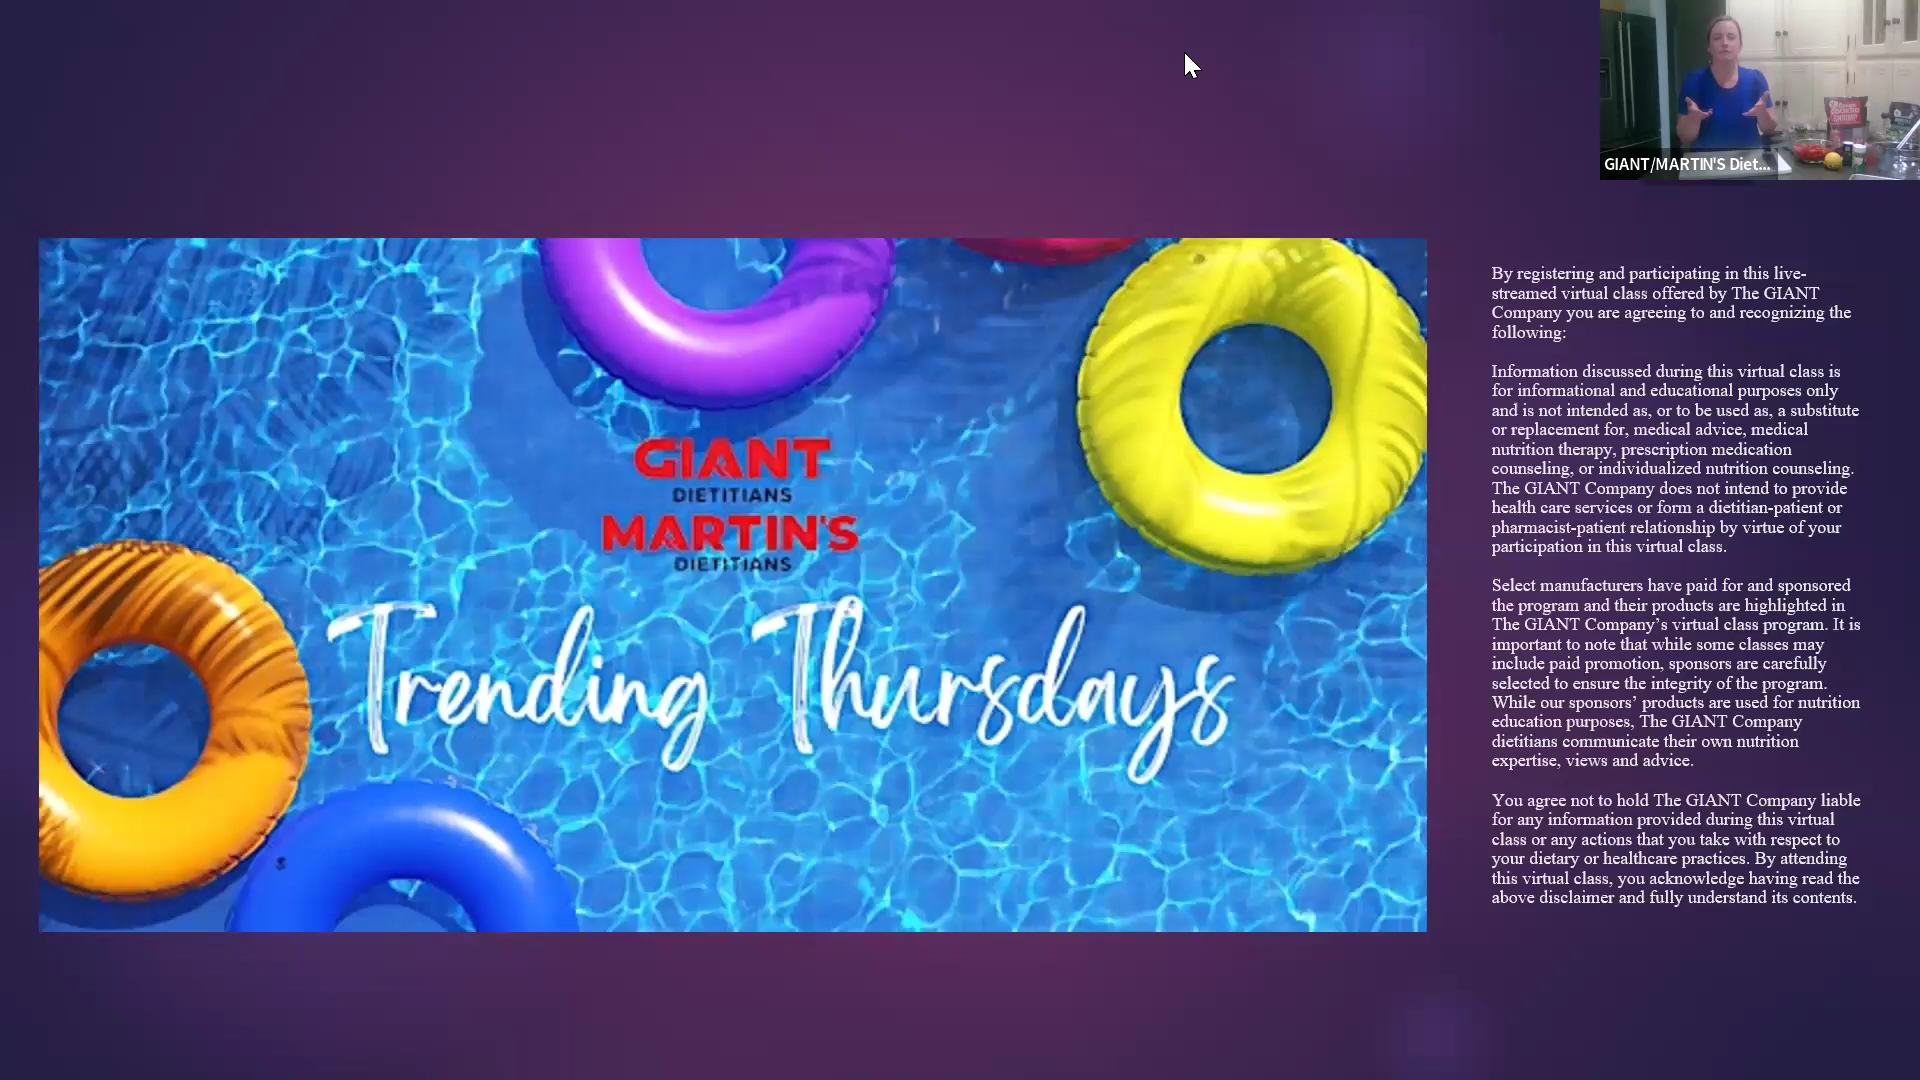 GIANT/MARTIN'S Diet...
GIANT
DIETITIANS
MARTIN'S
DIETITIANS
Trending Thursdays
By registering and participating in this live-
streamed virtual class offered by The GIANT
Company you are agreeing to and recognizing the
following:
Information discussed during this virtual class is
for informational and educational purposes only
and is not intended as, or to be used as, a substitute
or replacement for, medical advice, medical
nutrition therapy, prescription medication
counseling, or individualized nutrition counseling.
The GIANT Company does not intend to provide
health care services or form a dietitian-patient or
pharmacist-patient relationship by virtue of your
participation in this virtual class.
Select manufacturers have paid for and sponsored
the program and their products are highlighted in
The GIANT Company’s virtual class program. It is
important to note that while some classes may
include paid promotion, sponsors are carefully
selected to ensure the integrity of the program.
While our sponsors’ products are used for nutrition
education purposes, The GIANT Company
dietitians communicate their own nutrition
expertise, views and advice.
You agree not to hold The GIANT Company liable
for any information provided during this virtual
class or any actions that you take with respect to
your dietary or healthcare practices. By attending
this virtual class, you acknowledge having read the
above disclaimer and fully understand its contents.